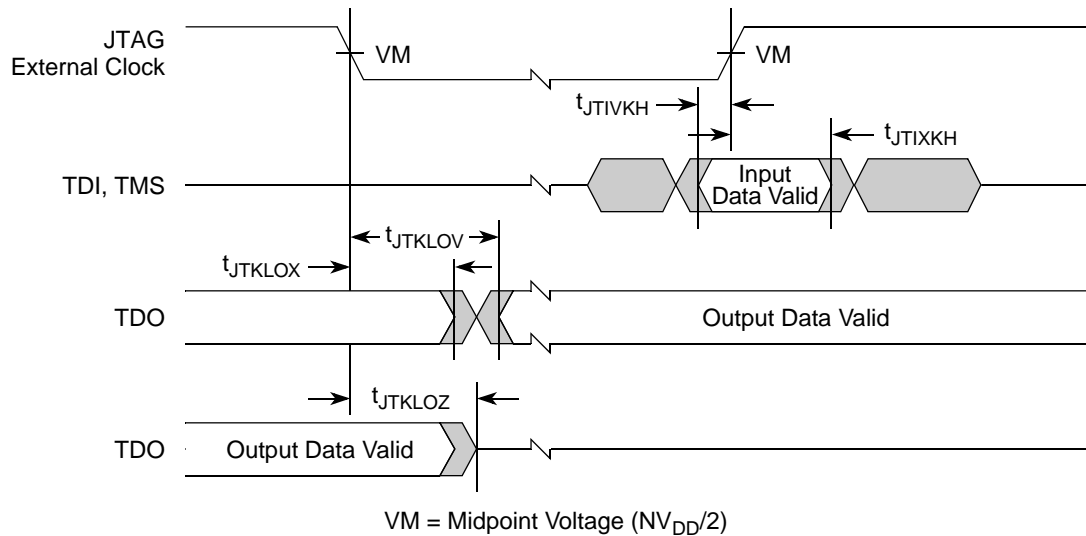 JTAG
External Clock
VM
VM
tJTIVKH
tJTIXKH
TDI, TMS
Input
Data Valid
tJTKLOV
tJTKLOX
TDO
Output Data Valid
tJTKLOZ
TDO
Output Data Valid
VM = Midpoint Voltage (NVDD/2)